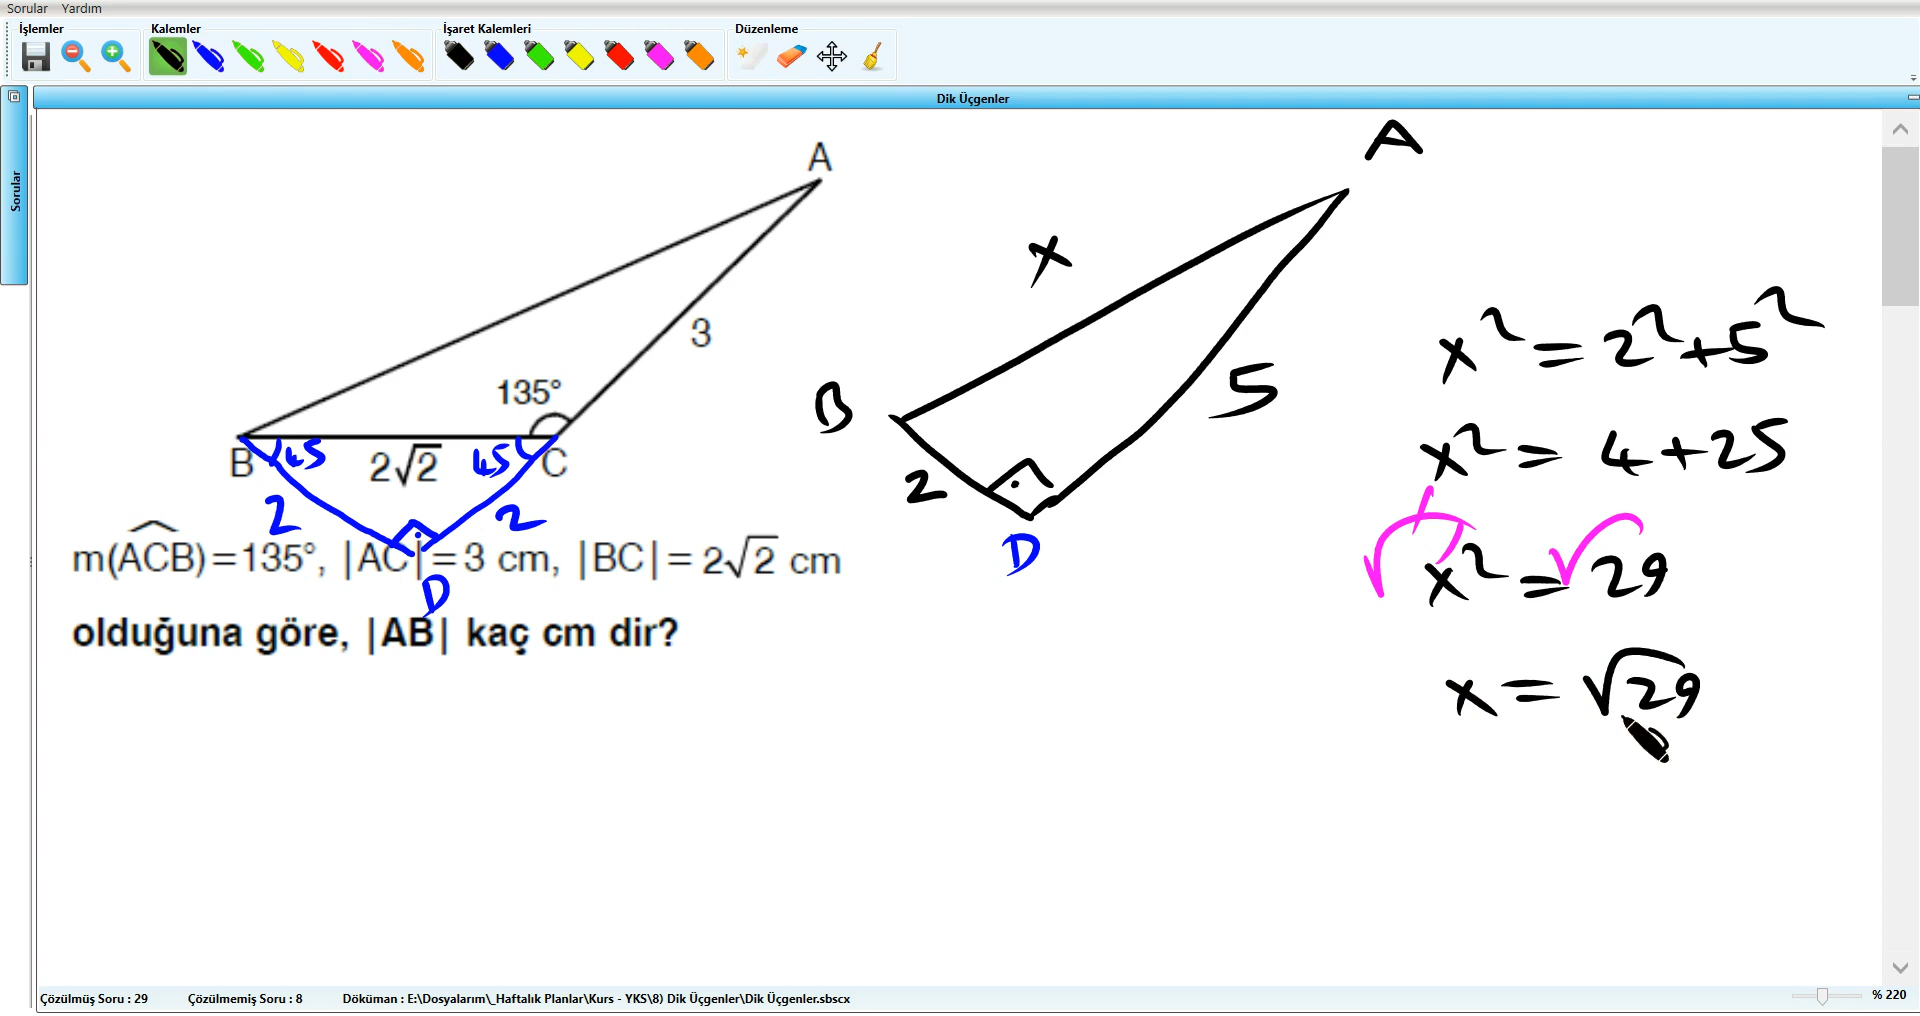 Sorular Yardım
İşlemler Kalemler İşaret Kalemleri Düzenleme
Dik Üçgenler
Sorular
A
3
135°
B 45 2√2 45 C
2 2
D
m(ACB)=135°, |AC|=3 cm, |BC|=2√2 cm
olduğuna göre, |AB| kaç cm dir?
A
x
B
5
2
D
x²=2²+5²
x²=4+25
√x²=√29
x=√29
Çözülmüş Soru : 29 Çözülmemiş Soru : 8 Döküman : E:\Dosyalarım\_Haftalık Planlar\Kurs - YKS\8) Dik Üçgenler\Dik Üçgenler.sbscx % 220